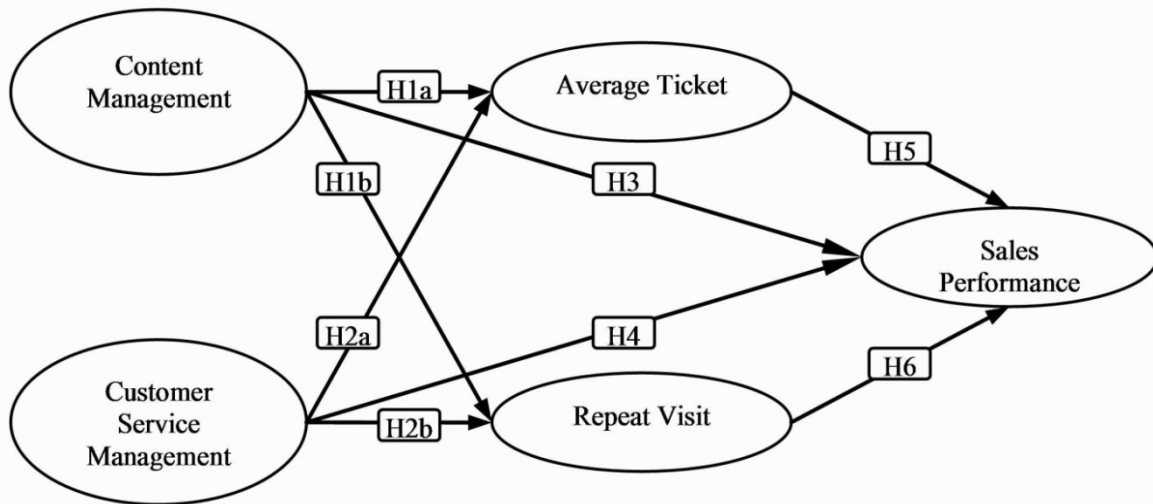 Content
Management
H1a
Average Ticket
H5
H1b
H3
Sales
Performance
H2a
H4
H6
Customer
Service
Management
H2b
Repeat Visit